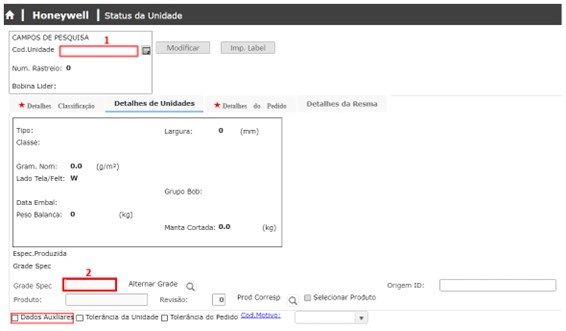 Honeywell Status da Unidade
CAMPOS DE PESQUISA
1
Cod.Unidade Modificar Imp. Label
Num. Rastreio: 0
Bobina Lider:
★ Detalhes Classificação Detalhes de Unidades ★ Detalhes do Pedido Detalhes da Resma
Tipo: Largura: 0 (mm)
Classe:
Gram. Nom: 0.0 (g/m²)
Lado Tela/Felt: W
Grupo Bob:
Data Embal:
Peso Balanca: 0 (kg)
Manta Cortada: 0.0 (kg)
Espec.Produzida
Grade Spec
2
Grade Spec Alternar Grade Origem ID:
Produto: Revisão: 0 Prod Corresp Selecionar Produto
Dados Auxiliares Tolerância da Unidade Tolerância do Pedido Cod.Motivo: